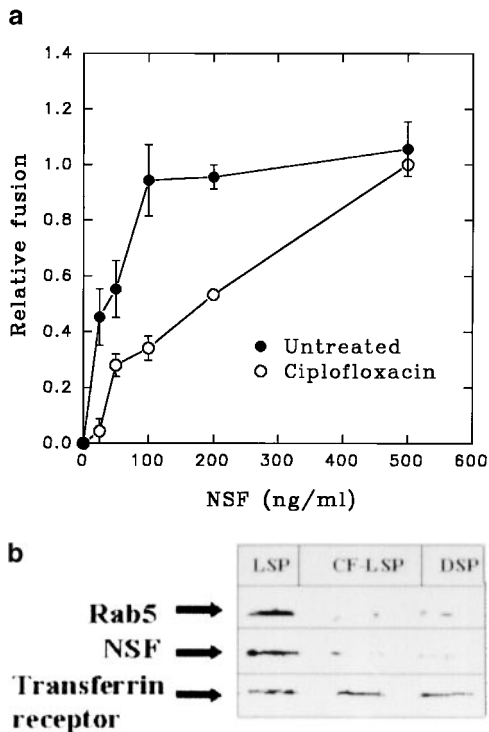 a
1.4
1.2
1.0
0.8
0.6
0.4
0.2
0.0
Relative fusion
Untreated
Ciplofloxacin
0 100 200 300 400 500 600
NSF (ng/ml)
b
LSP CF-LSP DSP
Rab5
NSF
Transferrin
receptor